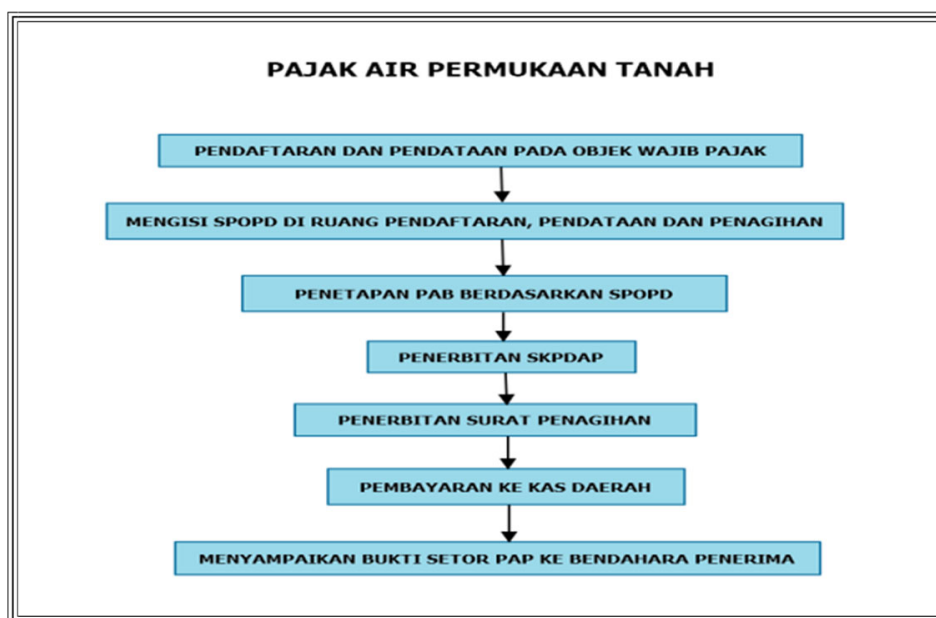 PAJAK AIR PERMUKAAN TANAH
PENDAFTARAN DAN PENDATAAN PADA OBJEK WAJIB PAJAK
MENGISI SPOPD DI RUANG PENDAFTARAN, PENDATAAN DAN PENAGIHAN
PENETAPAN PAB BERDASARKAN SPOPD
PENERBITAN SKPDAP
PENERBITAN SURAT PENAGIHAN
PEMBAYARAN KE KAS DAERAH
MENYAMPAIKAN BUKTI SETOR PAP KE BENDAHARA PENERIMA